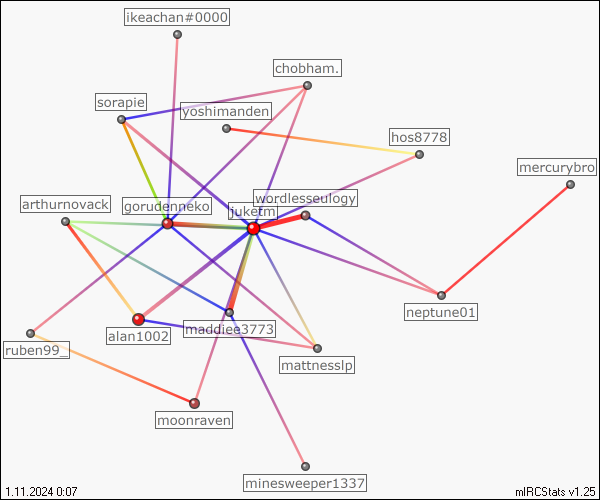 ikeachan#0000
chobham.
sorapie
yoshimanden
hos8778
mercurybro
wordlesseulogy
arthurnovack
gorudenneko
juketm
neptune01
maddiee3773
alan1002
ruben99_
mattnesslp
moonraven
minesweeper1337
1.11.2024 0:07
mIRCStats v1.25